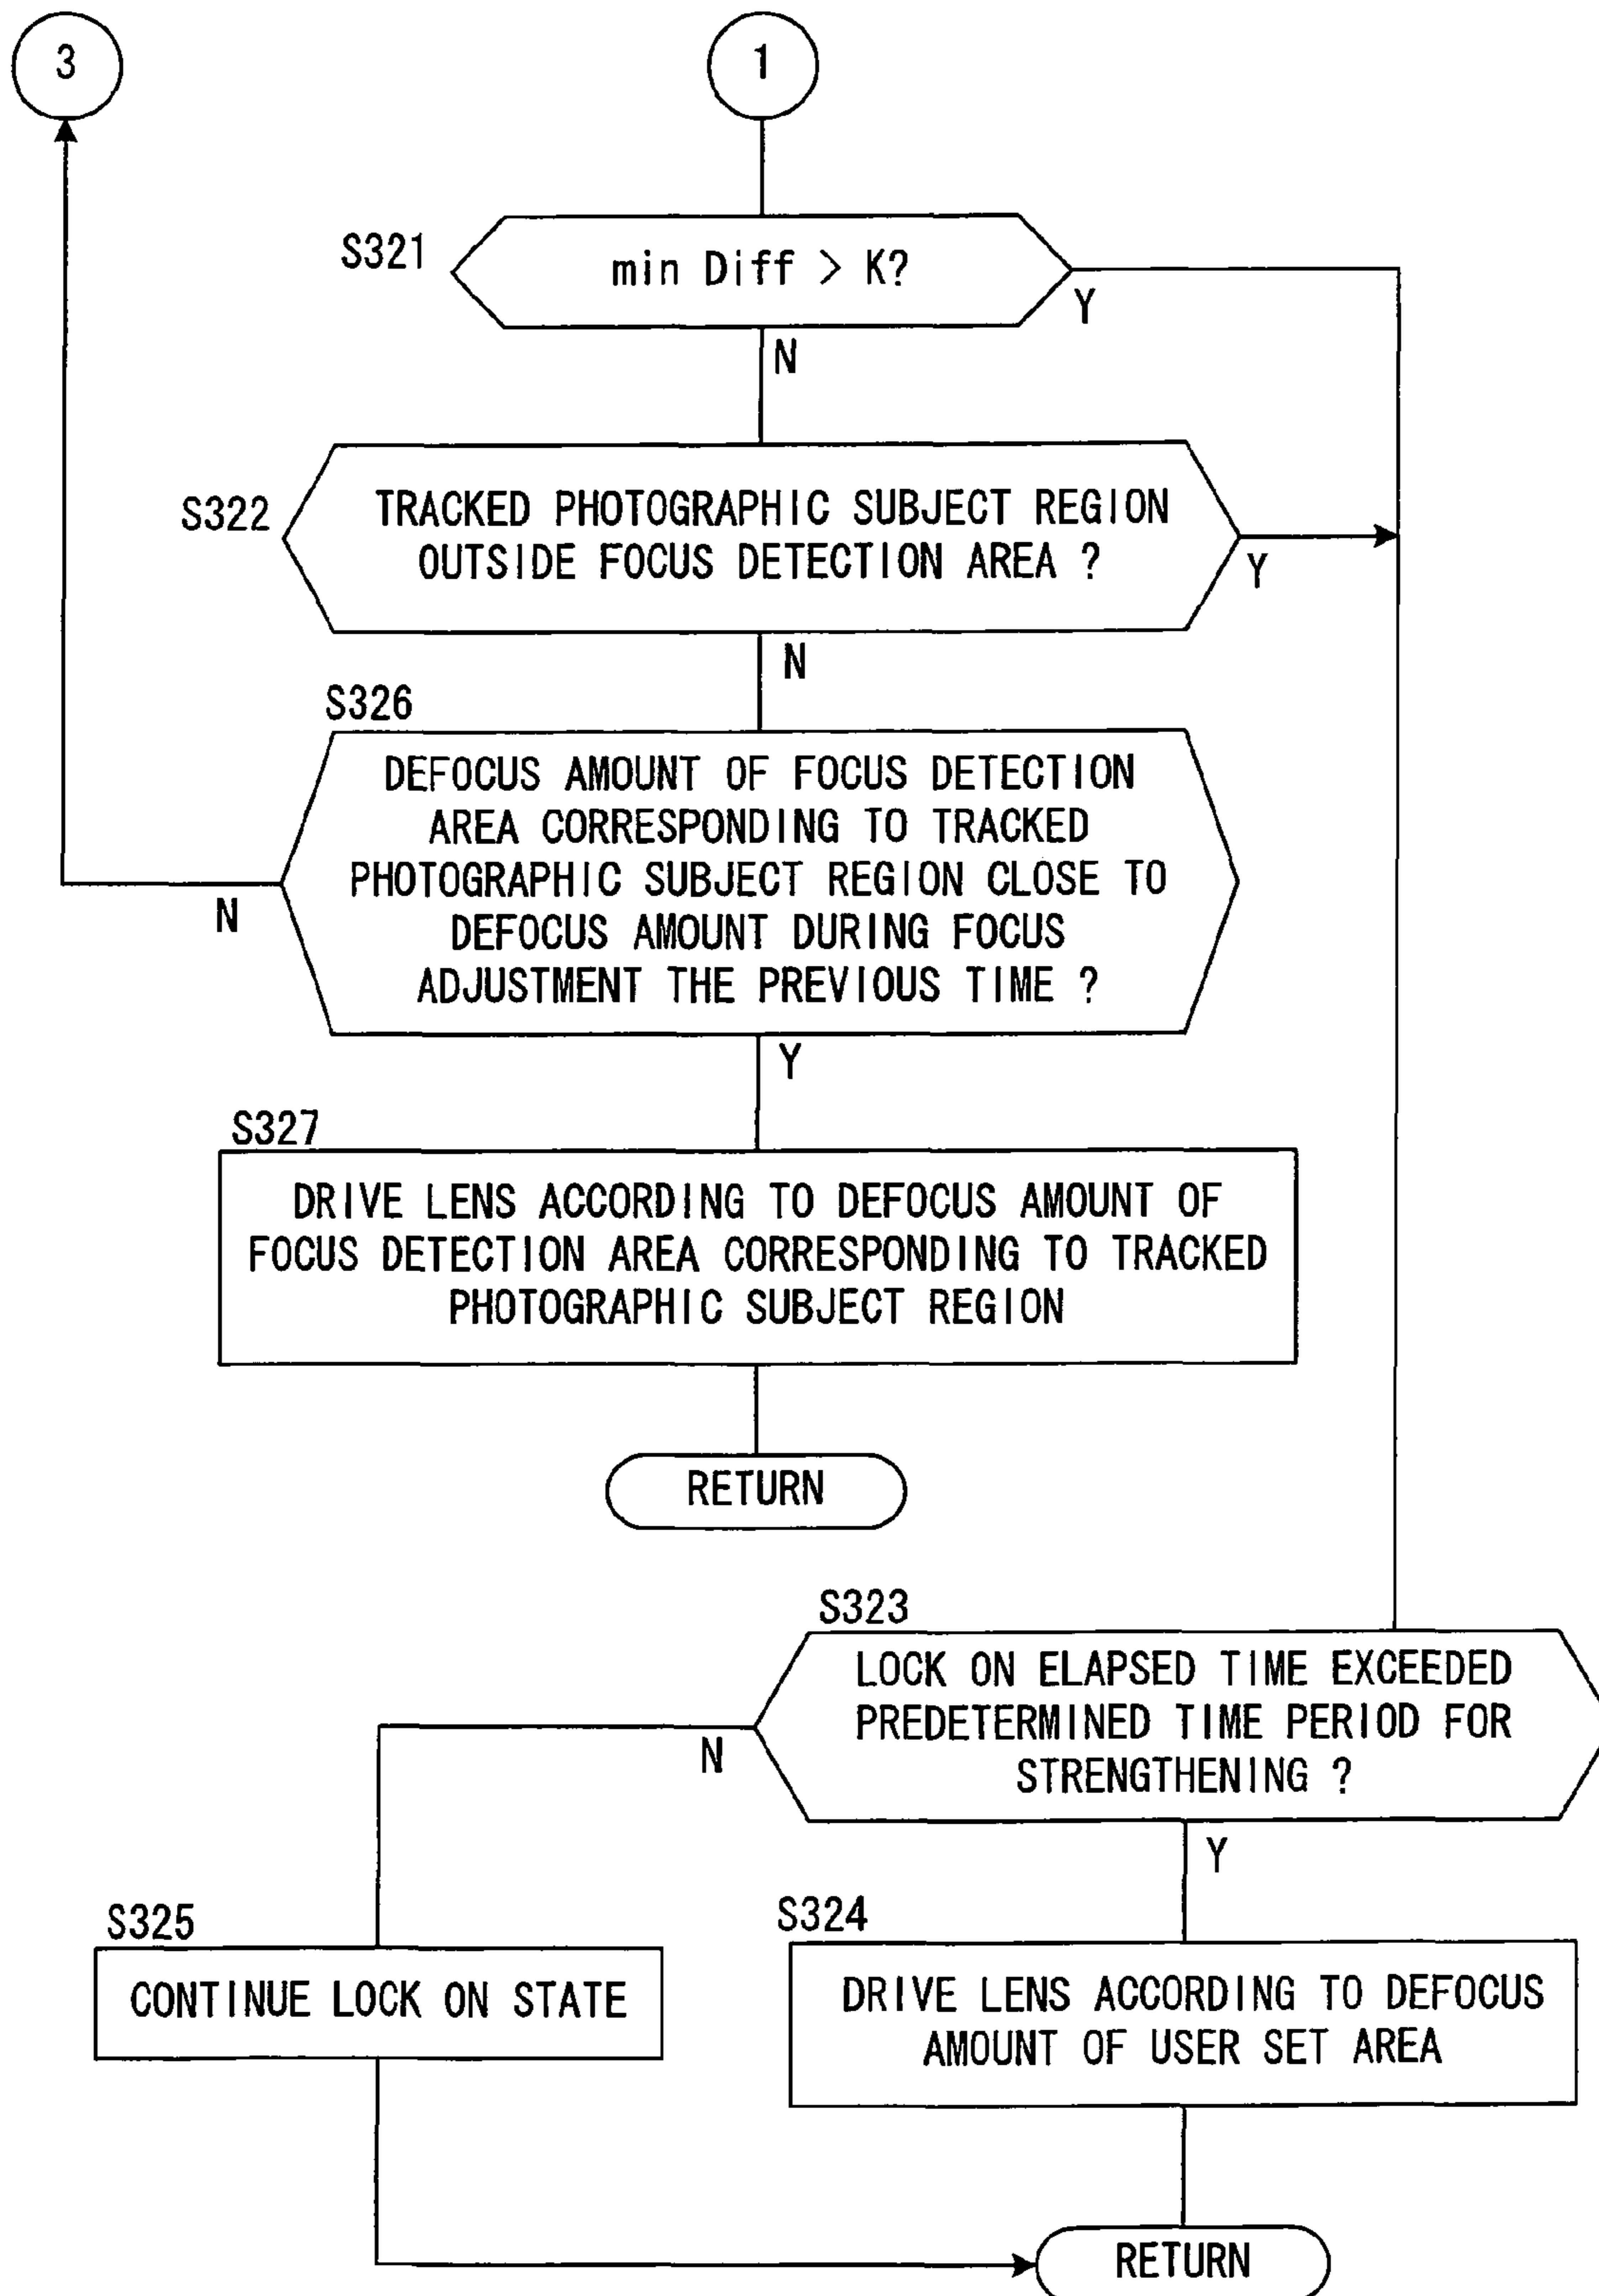 3
1
S321
min Diff > K?
Y
N
S322
TRACKED PHOTOGRAPHIC SUBJECT REGION
OUTSIDE FOCUS DETECTION AREA ?
Y
N
S326
DEFOCUS AMOUNT OF FOCUS DETECTION
AREA CORRESPONDING TO TRACKED
PHOTOGRAPHIC SUBJECT REGION CLOSE TO
DEFOCUS AMOUNT DURING FOCUS
ADJUSTMENT THE PREVIOUS TIME ?
N
Y
S327
DRIVE LENS ACCORDING TO DEFOCUS AMOUNT OF
FOCUS DETECTION AREA CORRESPONDING TO TRACKED
PHOTOGRAPHIC SUBJECT REGION
RETURN
S323
LOCK ON ELAPSED TIME EXCEEDED
PREDETERMINED TIME PERIOD FOR
STRENGTHENING ?
N
Y
S325
CONTINUE LOCK ON STATE
S324
DRIVE LENS ACCORDING TO DEFOCUS
AMOUNT OF USER SET AREA
RETURN